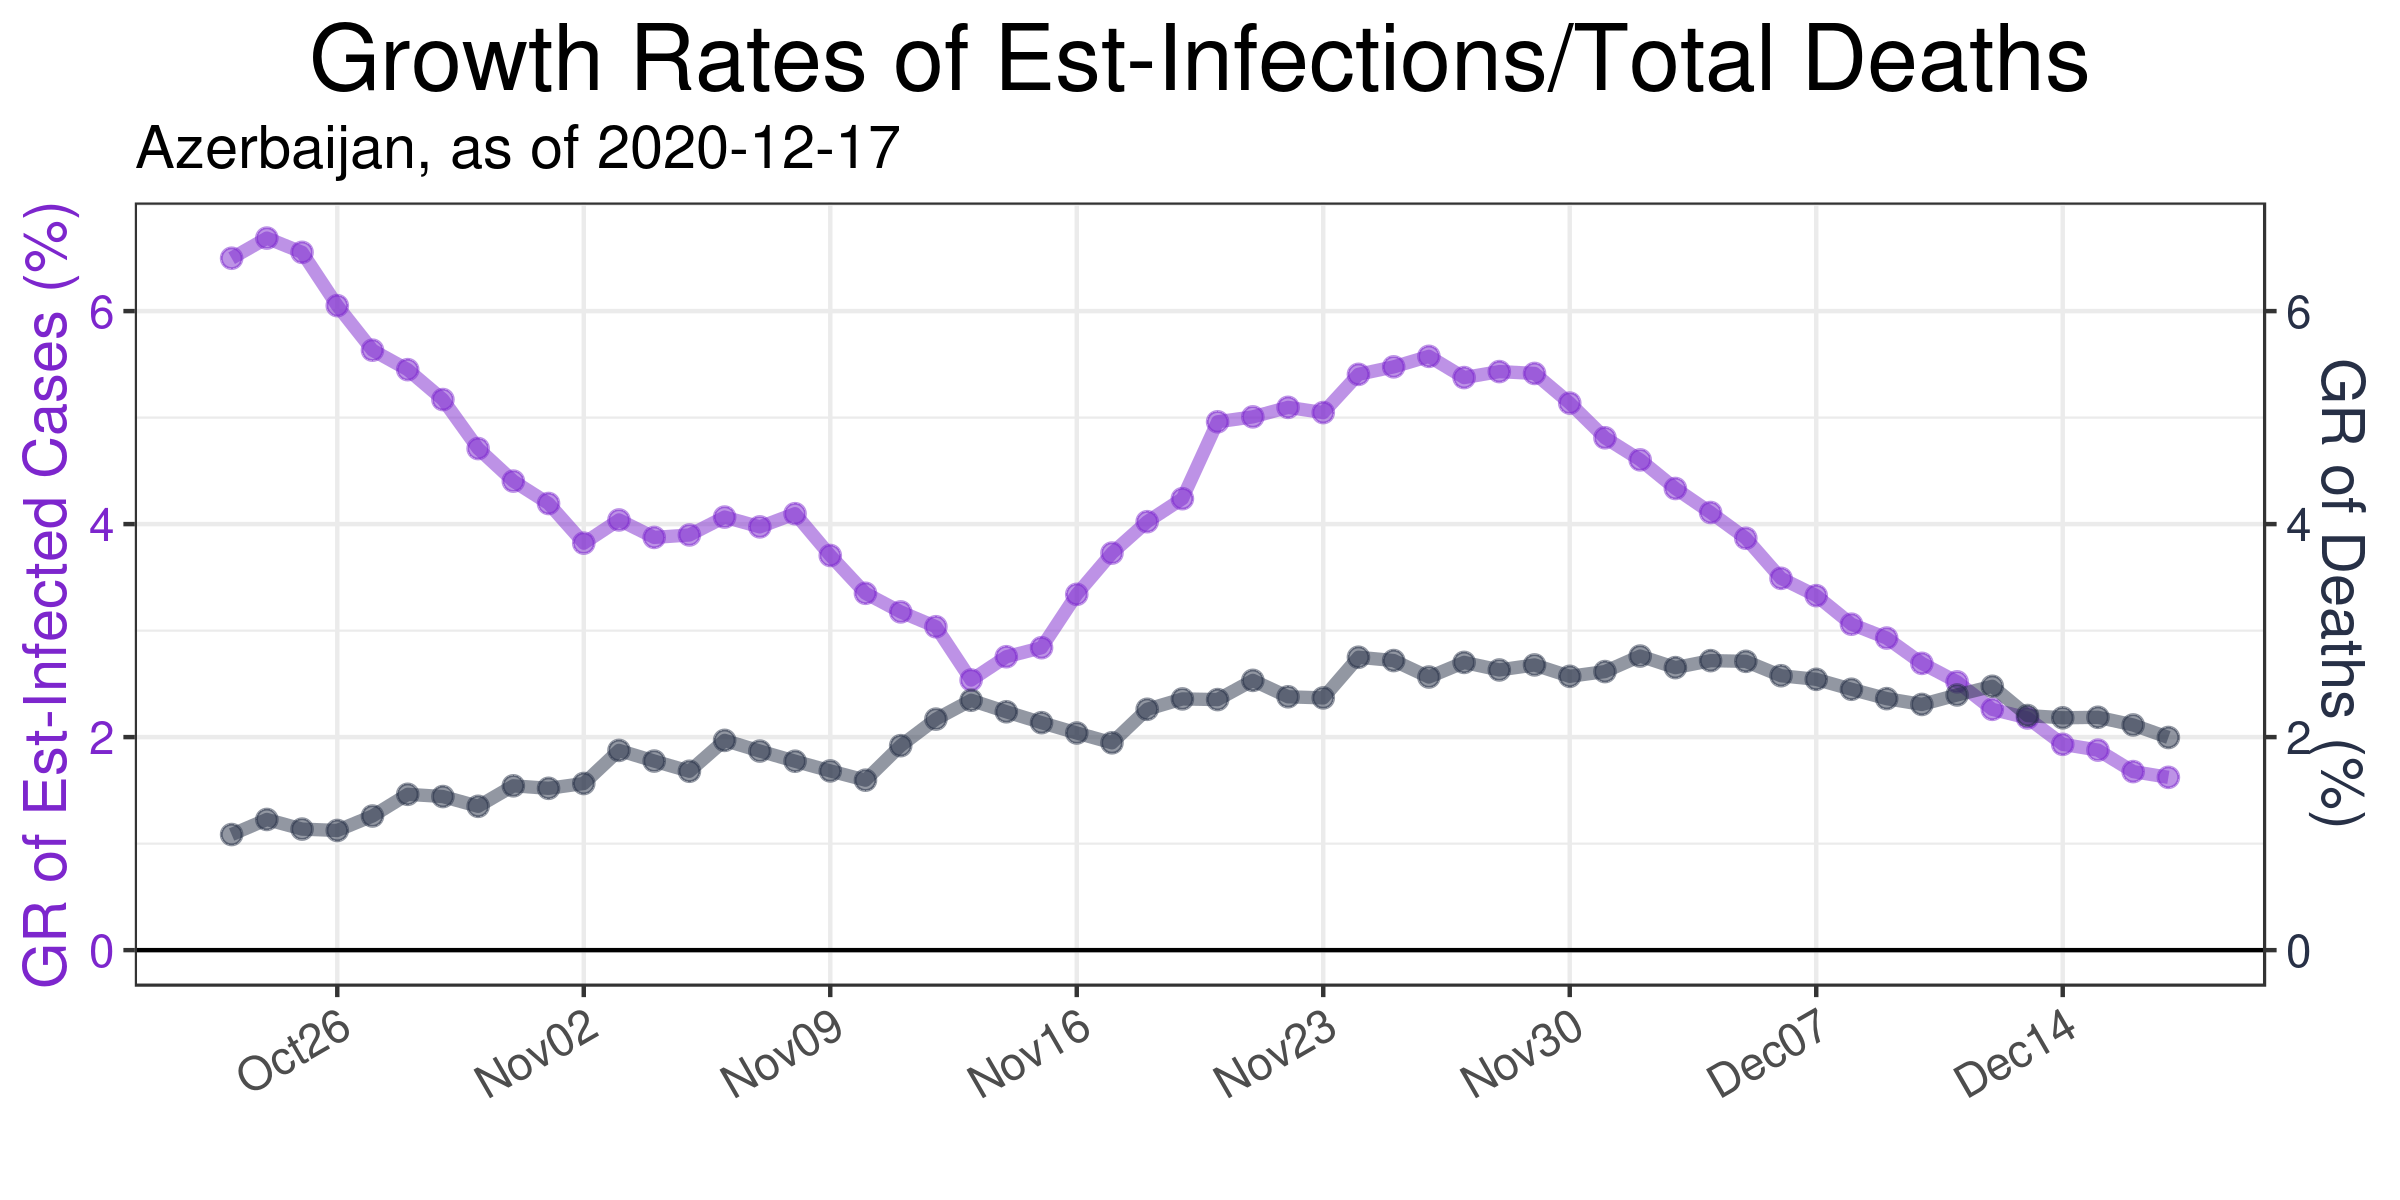 Growth Rates of Est-Infections/Total Deaths
Azerbaijan, as of 2020-12-17
GR of Est-Infected Cases (%)
6
4
2
0
6
4
2
0
GR of Deaths (%)
Oct26
Nov02
Nov09
Nov16
Nov23
Nov30
Dec07
Dec14